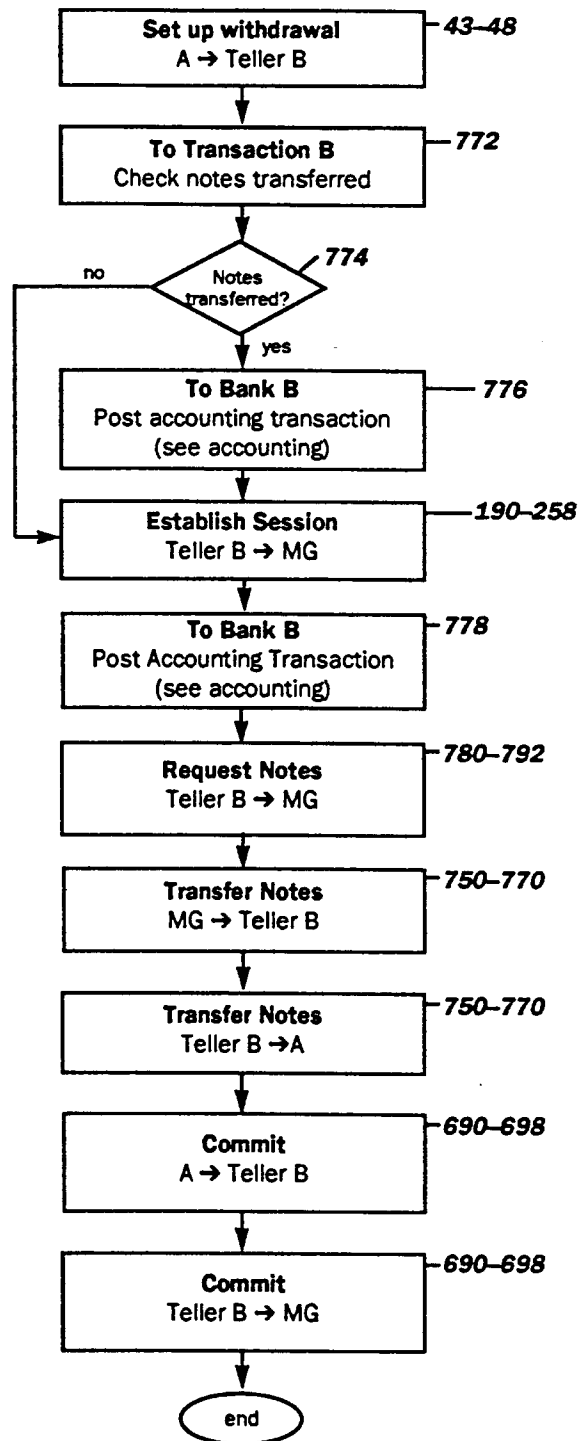 Set up withdrawal
A → Teller B
43–48
To Transaction B
Check notes transferred
772
Notes
transferred?
774
no
yes
To Bank B
Post accounting transaction
(see accounting)
776
Establish Session
Teller B → MG
190–258
To Bank B
Post Accounting Transaction
(see accounting)
778
Request Notes
Teller B → MG
780–792
Transfer Notes
MG → Teller B
750–770
Transfer Notes
Teller B → A
750–770
Commit
A → Teller B
690–698
Commit
Teller B → MG
690–698
end